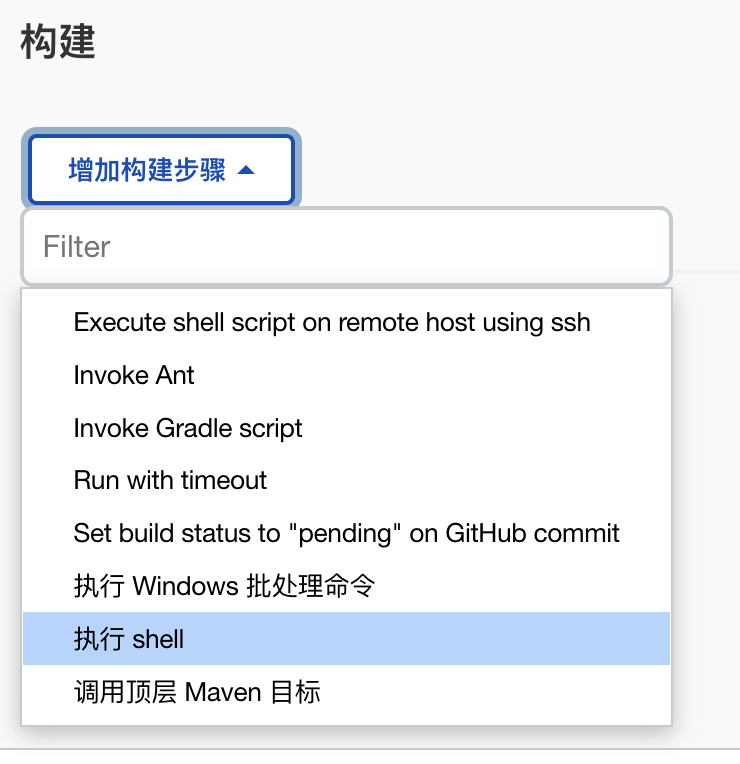 构建
增加构建步骤
Filter
Execute shell script on remote host using ssh
Invoke Ant
Invoke Gradle script
Run with timeout
Set build status to "pending" on GitHub commit
执行 Windows 批处理命令
执行 shell
调用顶层 Maven 目标